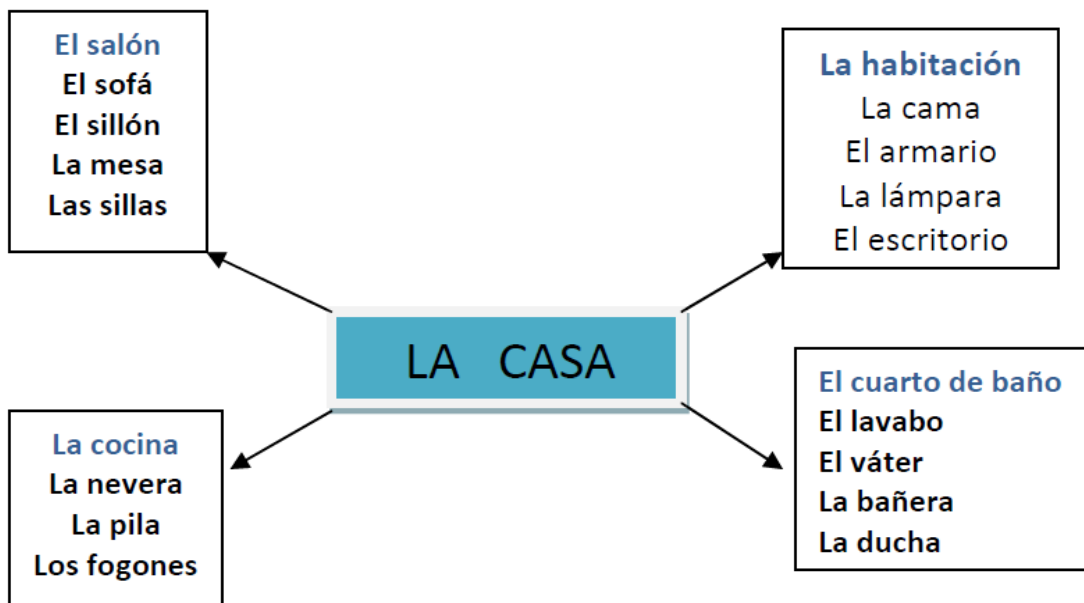 El salón
El sofá
El sillón
La mesa
Las sillas
La habitación
La cama
El armario
La lámpara
El escritorio
LA CASA
La cocina
La nevera
La pila
Los fogones
El cuarto de baño
El lavabo
El váter
La bañera
La ducha